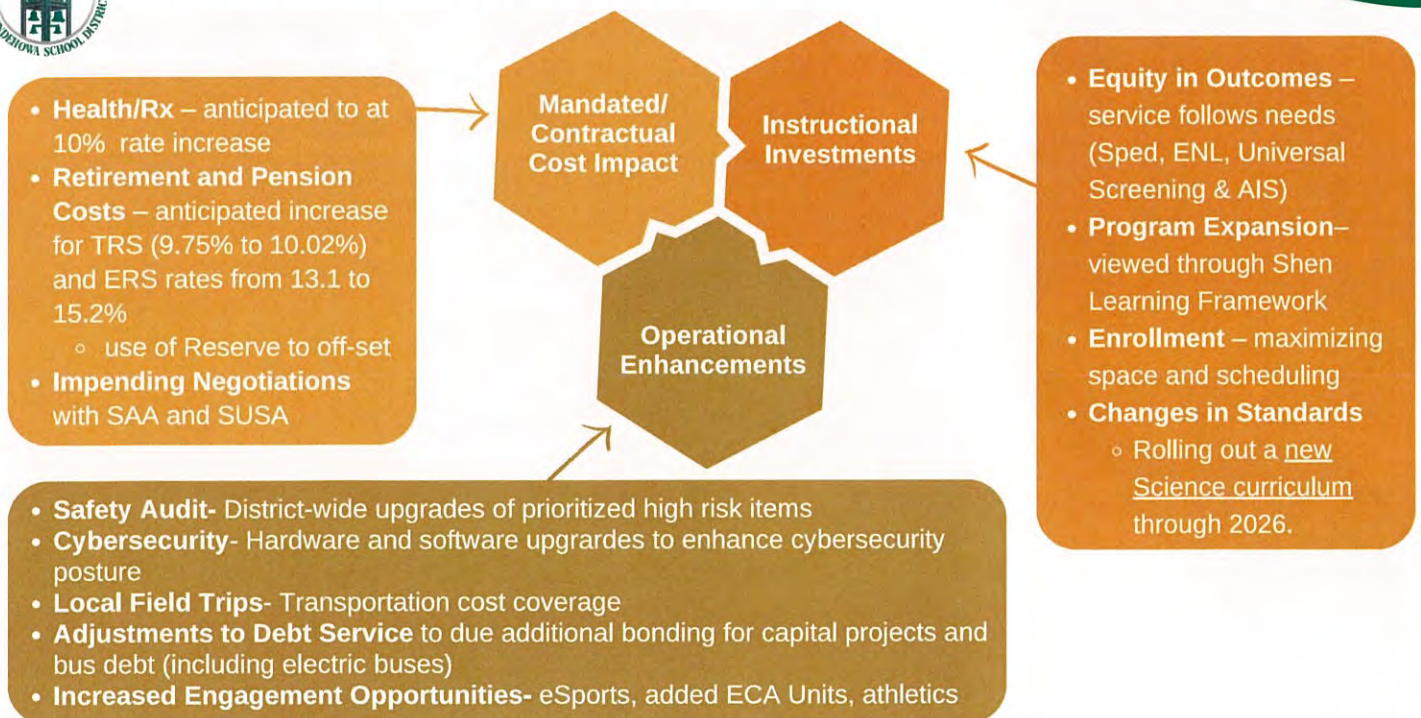 NDEHOWA SCHOOL DISTRIC
• Health/Rx – anticipated to at
10% rate increase
• Retirement and Pension
Costs – anticipated increase
for TRS (9.75% to 10.02%)
and ERS rates from 13.1 to
15.2%
◦ use of Reserve to off-set
• Impending Negotiations
with SAA and SUSA
Mandated/
Contractual
Cost Impact
Instructional
Investments
Operational
Enhancements
• Equity in Outcomes –
service follows needs
(Sped, ENL, Universal
Screening & AIS)
• Program Expansion–
viewed through Shen
Learning Framework
• Enrollment – maximizing
space and scheduling
• Changes in Standards
◦ Rolling out a new
Science curriculum
through 2026.
• Safety Audit- District-wide upgrades of prioritized high risk items
• Cybersecurity- Hardware and software upgrardes to enhance cybersecurity
posture
• Local Field Trips- Transportation cost coverage
• Adjustments to Debt Service to due additional bonding for capital projects and
bus debt (including electric buses)
• Increased Engagement Opportunities- eSports, added ECA Units, athletics